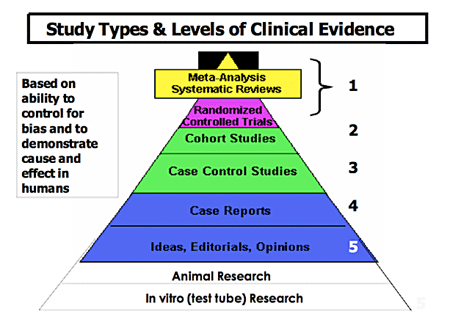 Study Types & Levels of Clinical Evidence
Based on
ability to
control for
bias and to
demonstrate
cause and
effect in
humans
Meta-Analysis
Systematic Reviews
1
Randomized
Controlled Trials
2
Cohort Studies
Case Control Studies
3
Case Reports
4
Ideas, Editorials, Opinions
5
Animal Research
In vitro (test tube) Research
5